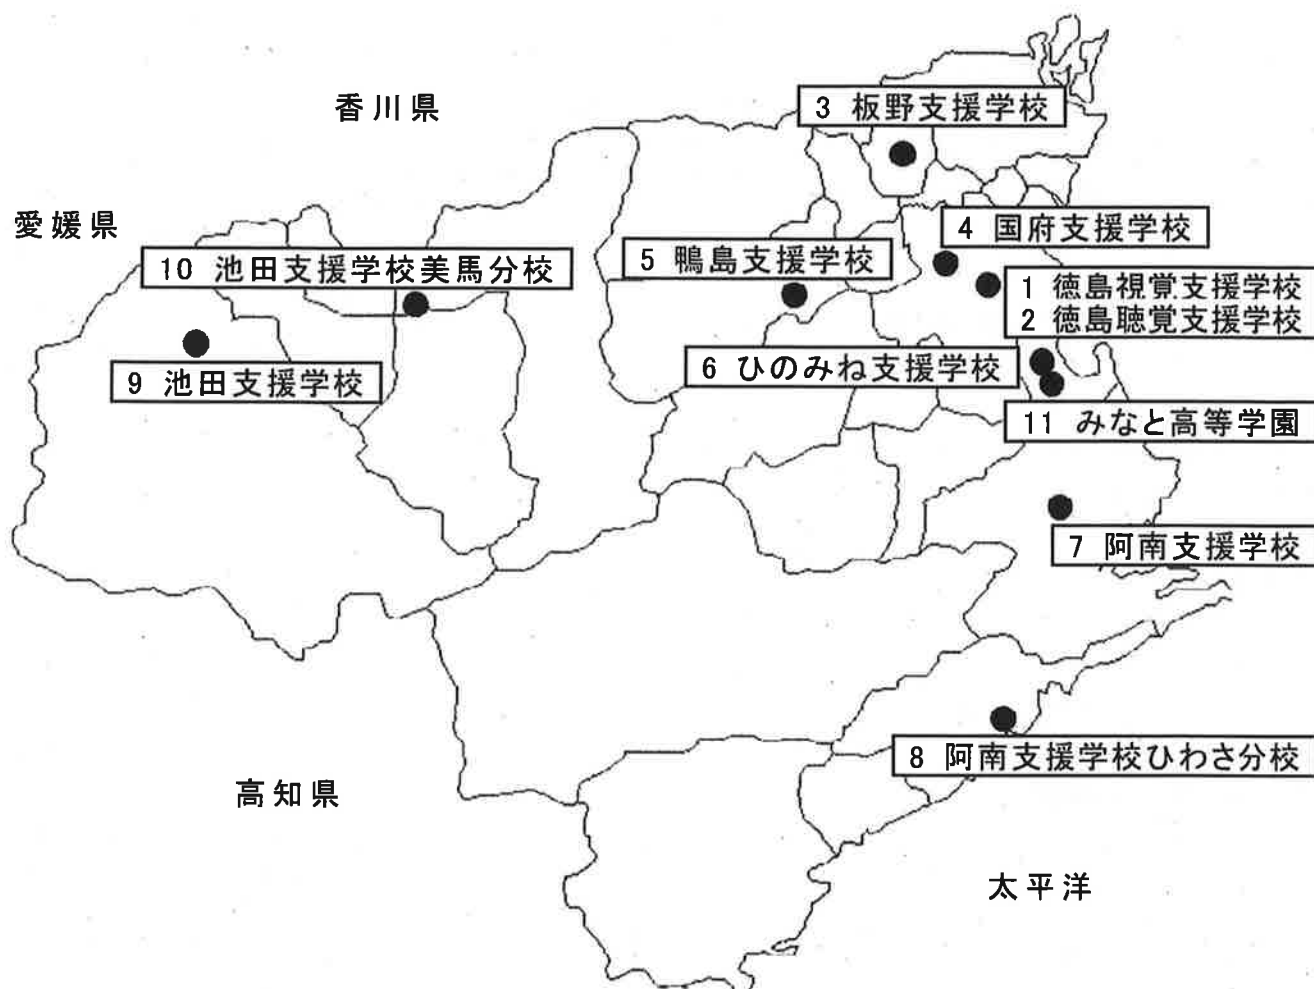 香川県
3 板野支援学校
愛媛県
4 国府支援学校
10 池田支援学校美馬分校
5 鴨島支援学校
1 徳島視覚支援学校
2 徳島聴覚支援学校
9 池田支援学校
6 ひのみね支援学校
11 みなと高等学園
7 阿南支援学校
8 阿南支援学校ひわさ分校
高知県
太平洋